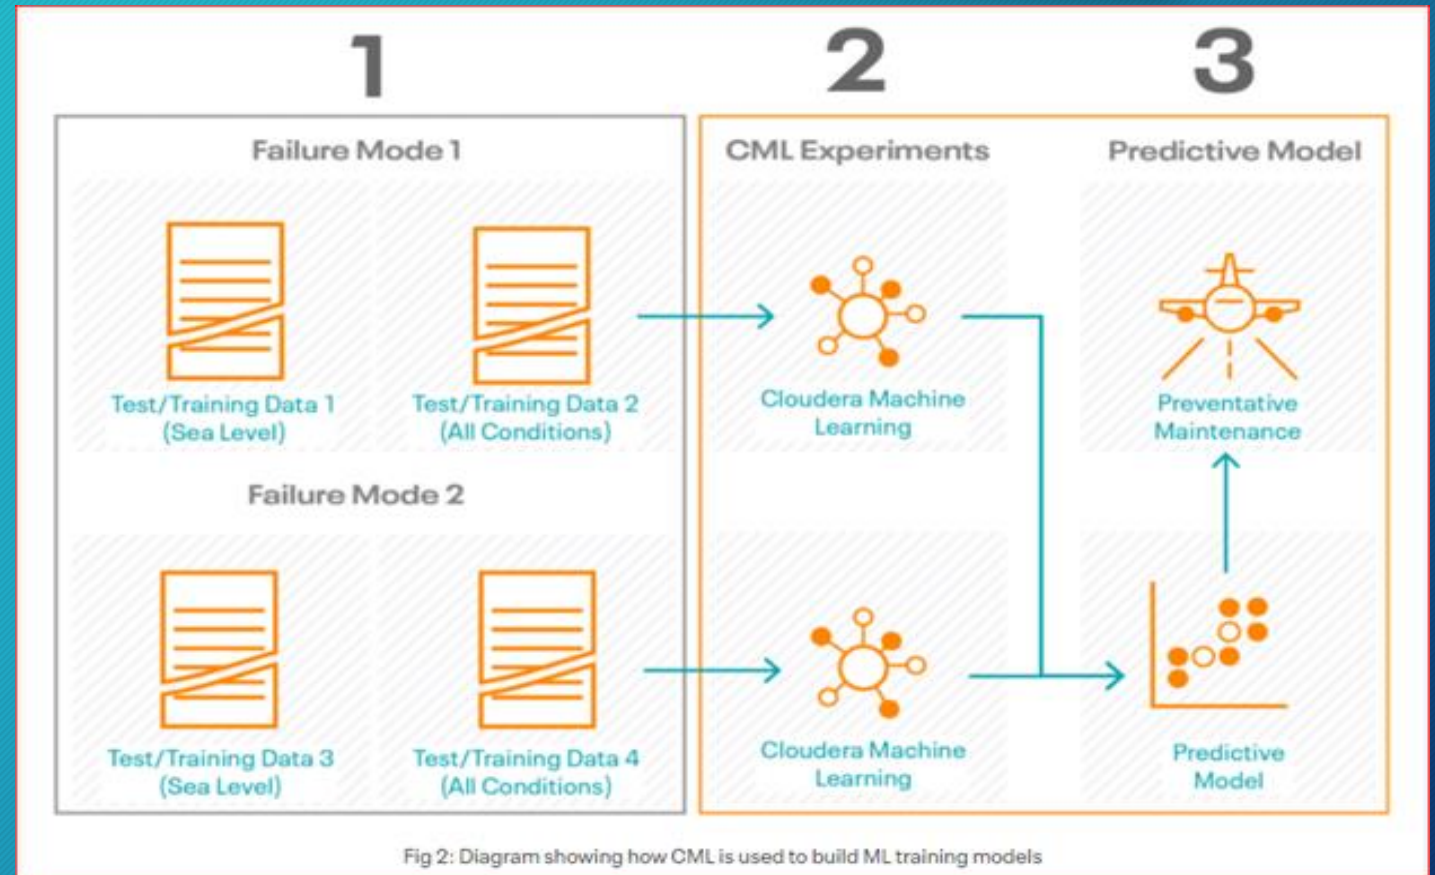 1
2
3
Failure Mode 1
CML Experiments
Predictive Model
Test/Training Data 1
(Sea Level)
Test/Training Data 2
(All Conditions)
Cloudera Machine
Learning
Preventative
Maintenance
Failure Mode 2
Test/Training Data 3
(Sea Level)
Test/Training Data 4
(All Conditions)
Cloudera Machine
Learning
Predictive
Model
Fig 2: Diagram showing how CML is used to build ML training models